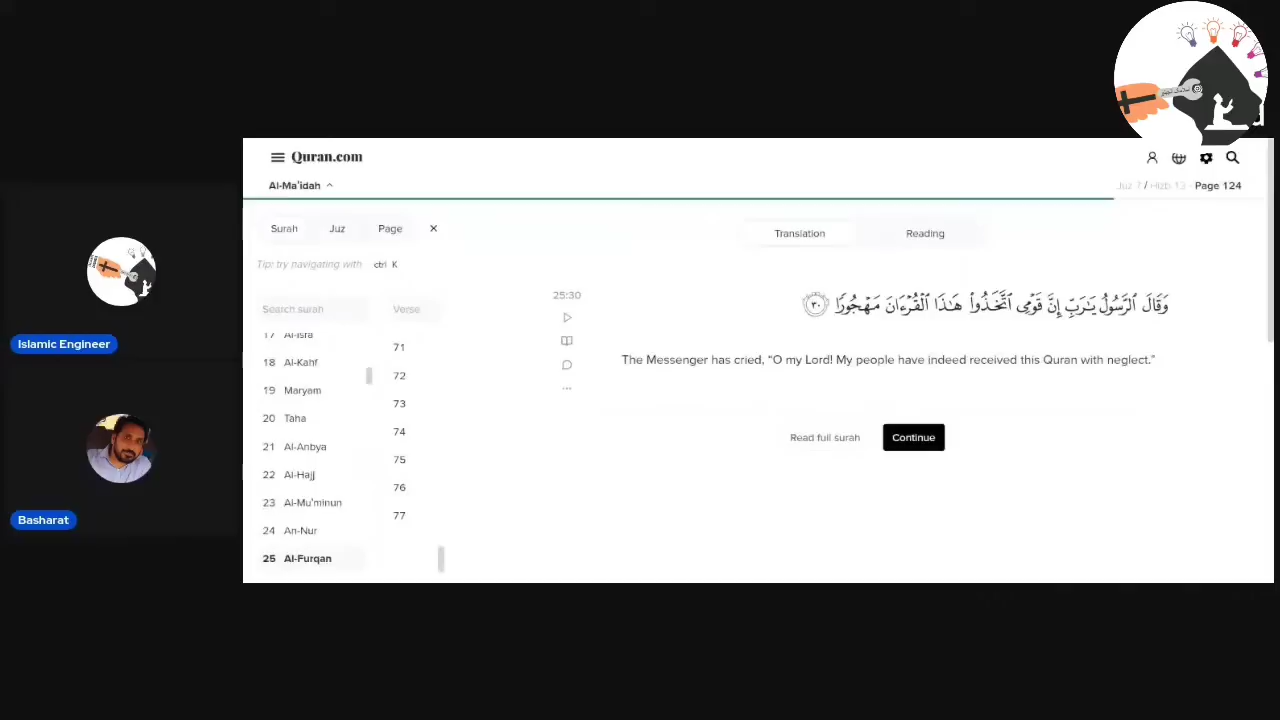 Quran.com
Al-Ma'idah
Juz 7 / Hizb 13 - Page 124
Surah Juz Page
Translation Reading
Tip: try navigating with ctrl K
Search surah Verse
17 Al-Isra
18 Al-Kahf
19 Maryam
20 Taha
21 Al-Anbya
22 Al-Hajj
23 Al-Mu'minun
24 An-Nur
25 Al-Furqan
71
72
73
74
75
76
77
25:30
وَقَالَ ٱلرَّسُولُ يَـٰرَبِّ إِنَّ قَوْمِى ٱتَّخَذُوا۟ هَـٰذَا ٱلْقُرْءَانَ مَهْجُورًا ٣٠
The Messenger has cried, “O my Lord! My people have indeed received this Quran with neglect.”
Read full surah Continue
Islamic Engineer
Basharat